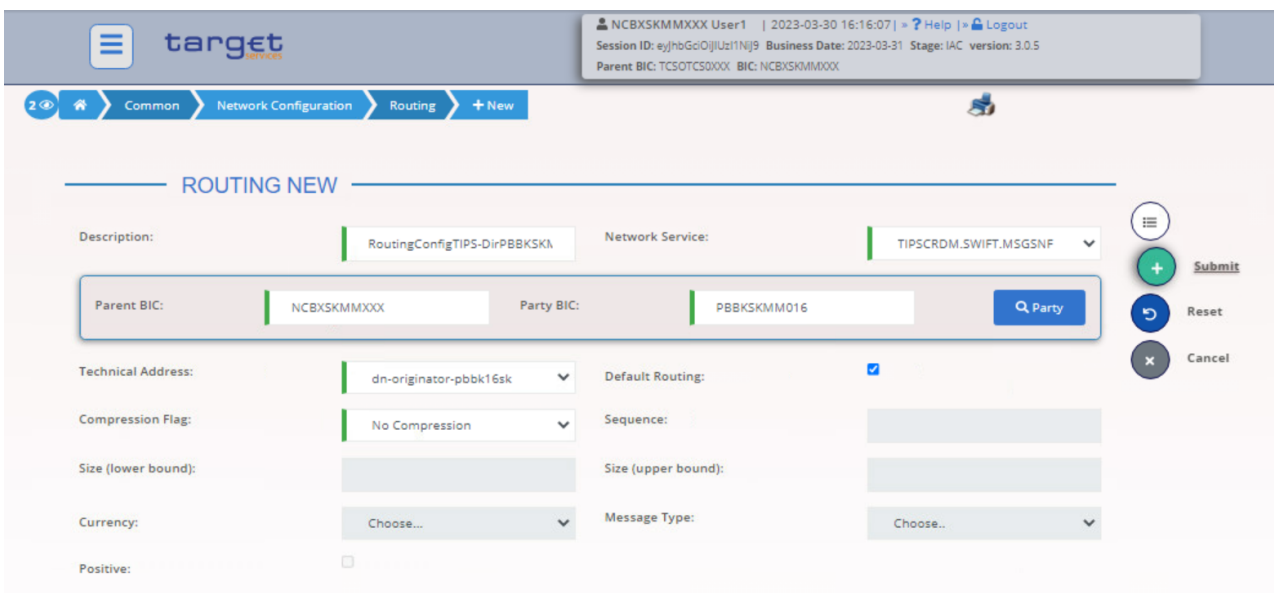 NCBXSKMMXXX User1 | 2023-03-30 16:16:07 | » ? Help | » Logout
target
services
Session ID: eyJhbGciOiJIUzI1NiJ9 Business Date: 2023-03-31 Stage: IAC version: 3.0.5
Parent BIC: TCSOTCS0XXX BIC: NCBXSKMMXXX
2 Common Network Configuration Routing + New
ROUTING NEW
Description: RoutingConfigTIPS-DirPBBKSKM Network Service: TIPSCRDM.SWIFT.MSGSNF
Submit
Parent BIC: NCBXSKMMXXX Party BIC: PBBKSKMM016 Party
Reset
Technical Address: dn-originator-pbbk16sk Default Routing:
Cancel
Compression Flag: No Compression Sequence:
Size (lower bound): Size (upper bound):
Currency: Choose... Message Type: Choose..
Positive: